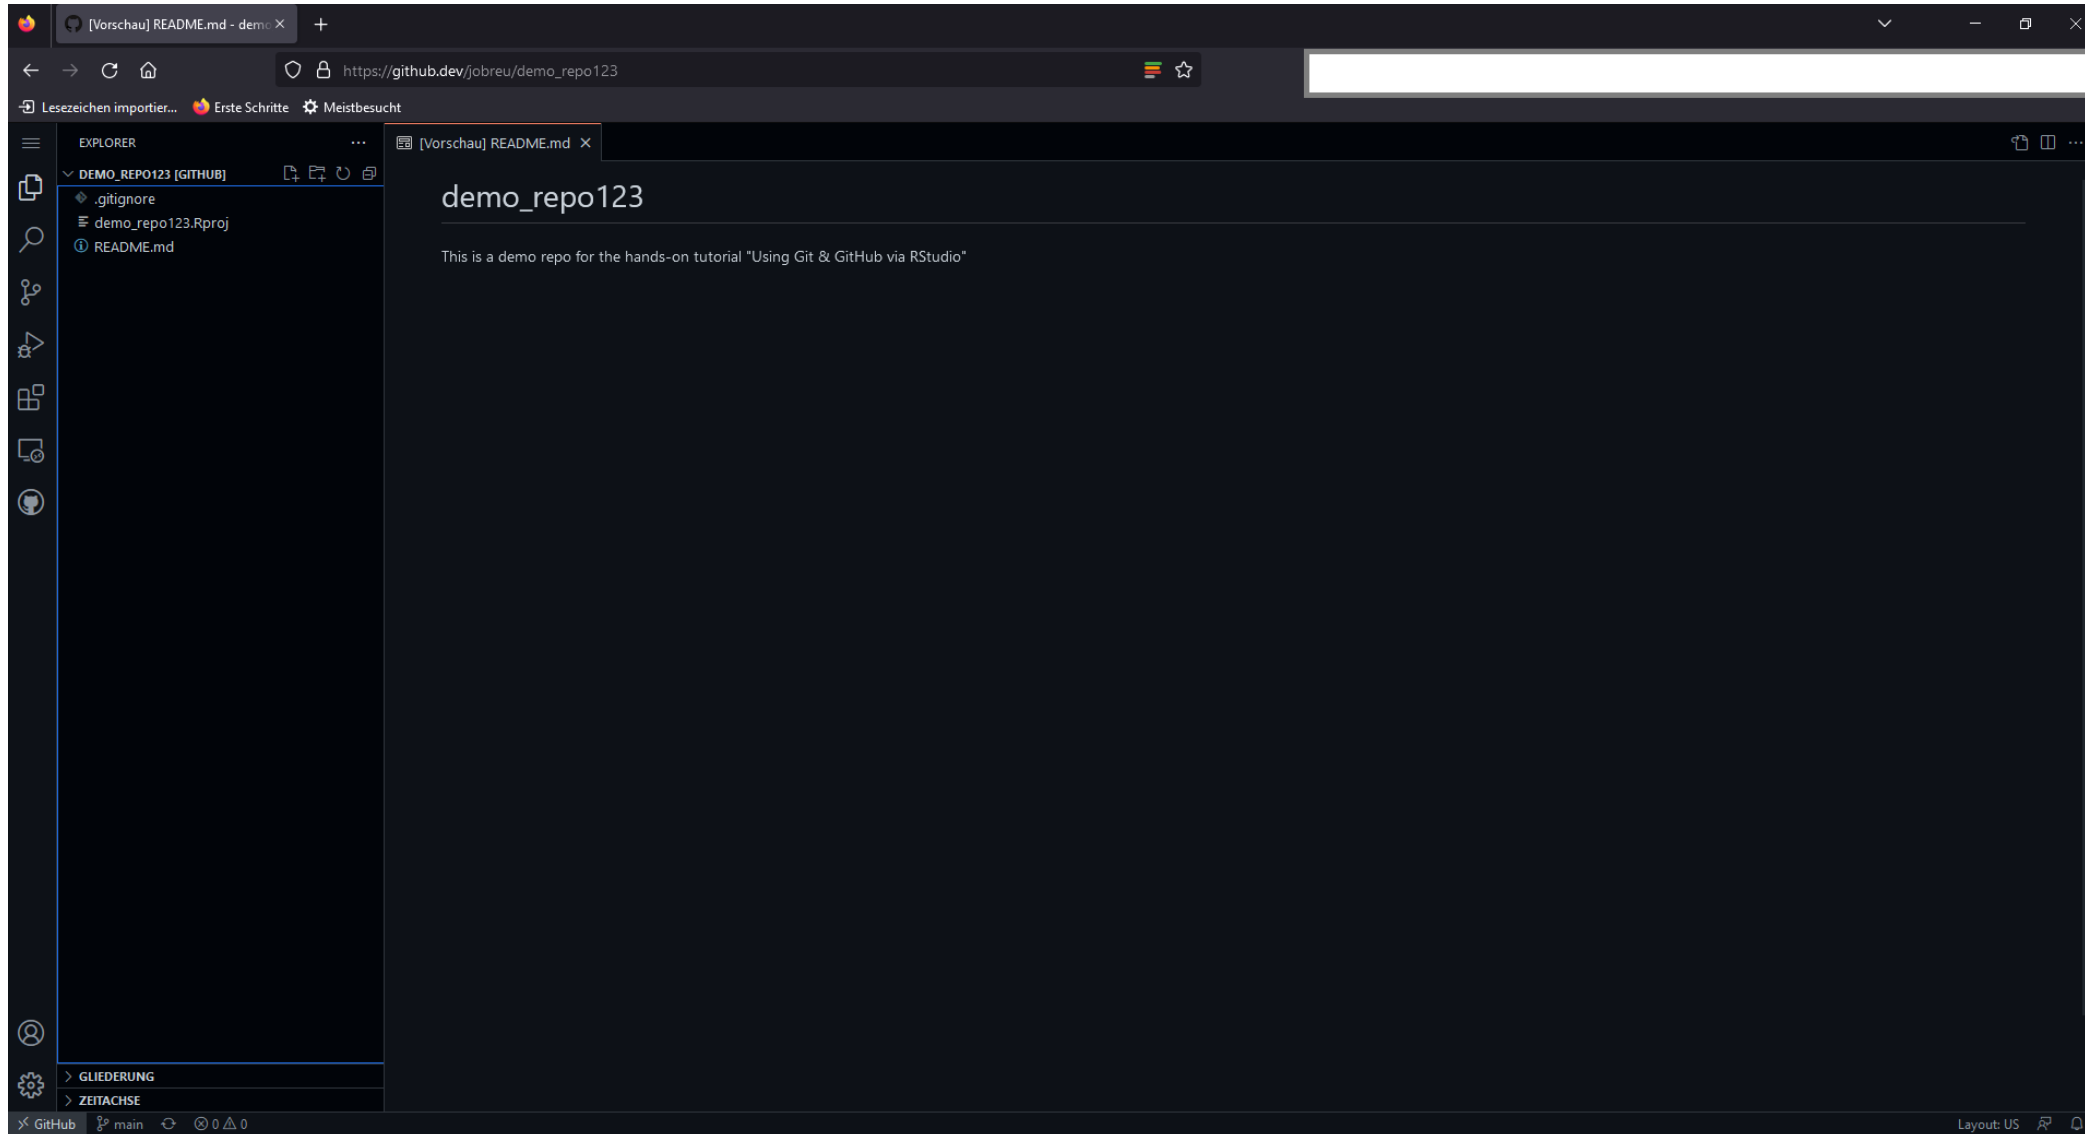 [Vorschau] README.md - demo
https://github.dev/jobreu/demo_repo123
Lesezeichen importier... Erste Schritte Meistbesucht
EXPLORER
[Vorschau] README.md
DEMO_REPO123 [GITHUB]
.gitignore
demo_repo123.Rproj
README.md
demo_repo123
This is a demo repo for the hands-on tutorial "Using Git & GitHub via RStudio"
GLIEDERUNG
ZEITACHSE
GitHub main 0 0 Layout: US